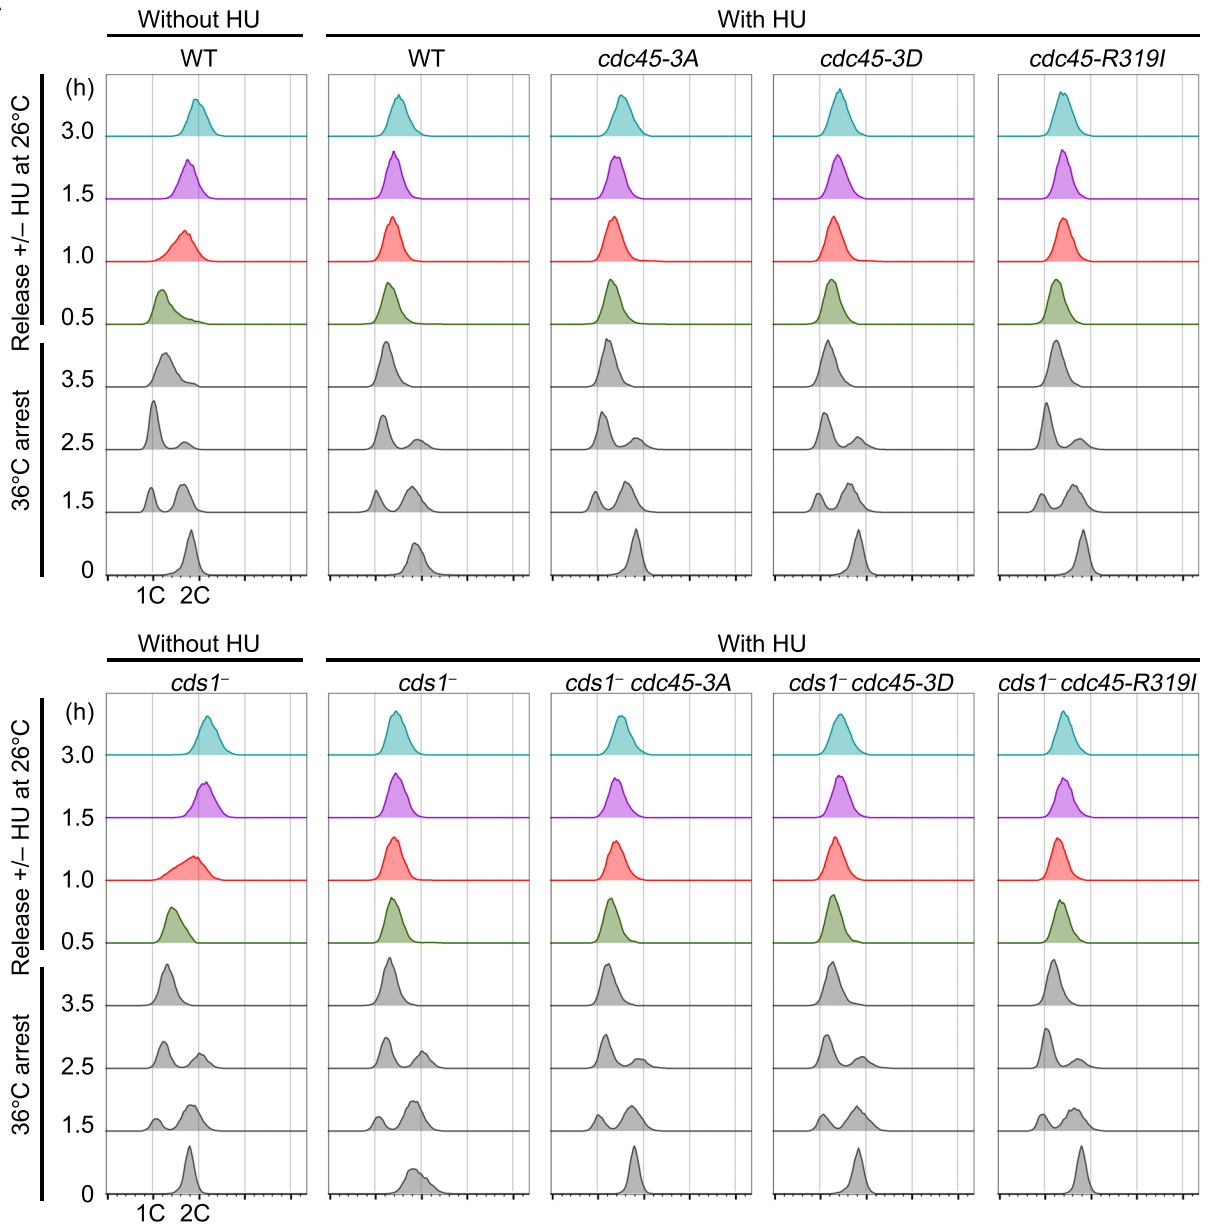 Without HU With HU
WT WT cdc45-3A cdc45-3D cdc45-R319I
(h)
3.0
1.5
1.0
0.5
3.5
2.5
1.5
0
Release +/– HU at 26°C
36°C arrest
1C 2C
Without HU With HU
cds1– cds1– cds1– cdc45-3A cds1– cdc45-3D cds1– cdc45-R319I
(h)
3.0
1.5
1.0
0.5
3.5
2.5
1.5
0
Release +/– HU at 26°C
36°C arrest
1C 2C